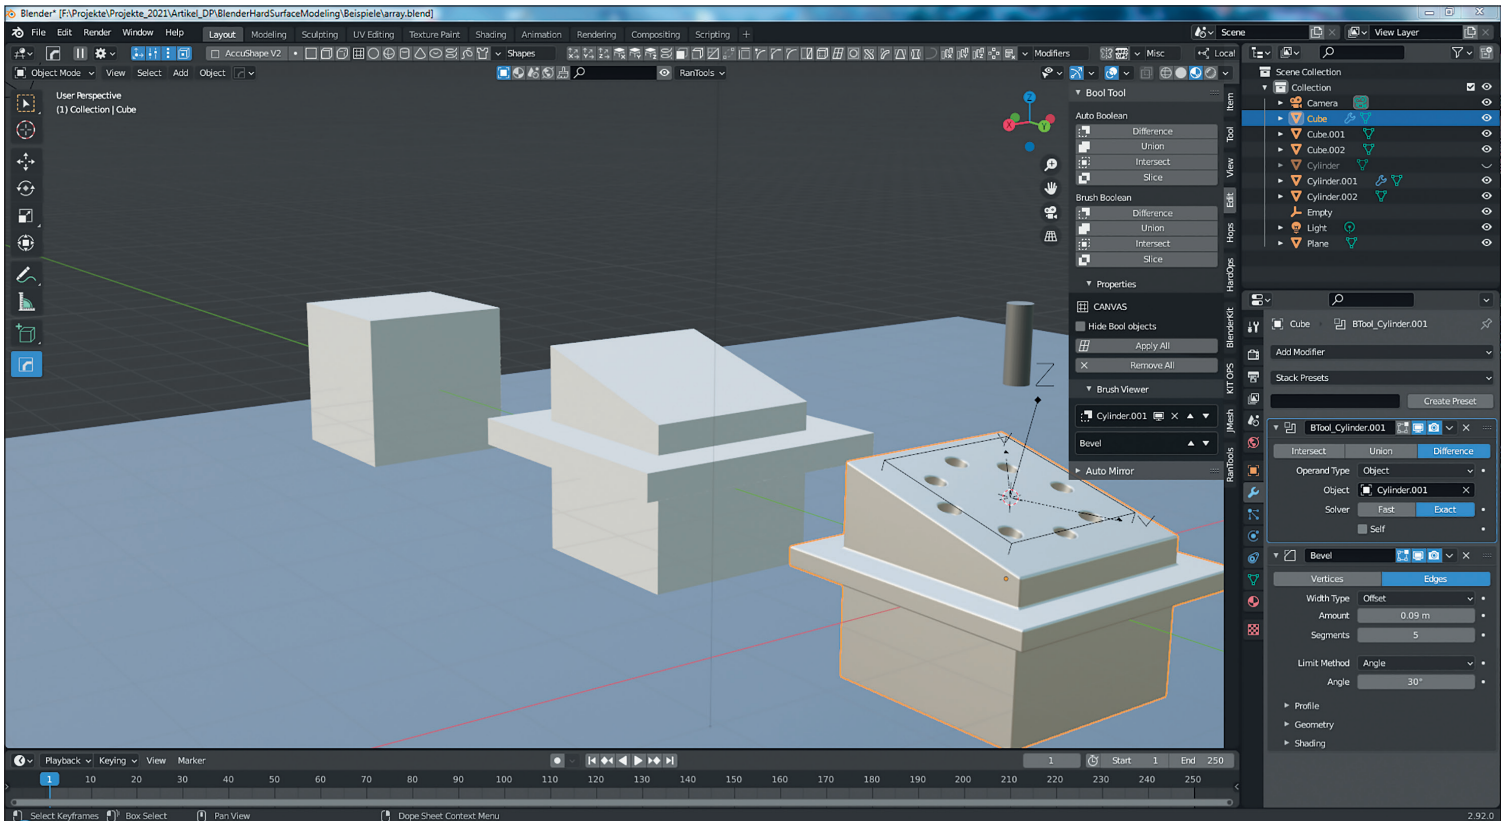 Blender* [F:\Projekte\Projekte_2021\Artikel_DP\BlenderHardSurfaceModeling\Beispiele\array.blend]
File Edit Render Window Help Layout Modeling Sculpting UV Editing Texture Paint Shading Animation Rendering Compositing Scripting + Scene View Layer
AccuShape V2 Shapes Modifiers Misc Local
Object Mode View Select Add Object RanTools
User Perspective
(1) Collection | Cube
Z
X
Y
Z
Y
Bool Tool
Auto Boolean
Difference
Union
Intersect
Slice
Brush Boolean
Difference
Union
Intersect
Slice
Properties
CANVAS
Hide Bool objects
Apply All
Remove All
Brush Viewer
Cylinder.001
Bevel
Auto Mirror
Item
Tool
View
Edit
Hops
HardOps
BlenderKit
KIT OPS
JMesh
RanTools
Scene Collection
Collection
Camera
Cube
Cube.001
Cube.002
Cylinder
Cylinder.001
Cylinder.002
Empty
Light
Plane
Cube BTool_Cylinder.001
Add Modifier
Stack Presets
Create Preset
BTool_Cylinder.001
Intersect Union Difference
Operand Type Object
Object Cylinder.001
Solver Fast Exact
Self
Bevel
Vertices Edges
Width Type Offset
Amount 0.09 m
Segments 5
Limit Method Angle
Angle 30°
Profile
Geometry
Shading
Playback Keying View Marker 1 Start 1 End 250
1 10 20 30 40 50 60 70 80 90 100 110 120 130 140 150 160 170 180 190 200 210 220 230 240 250
Select Keyframes Box Select Pan View Dope Sheet Context Menu 2.92.0